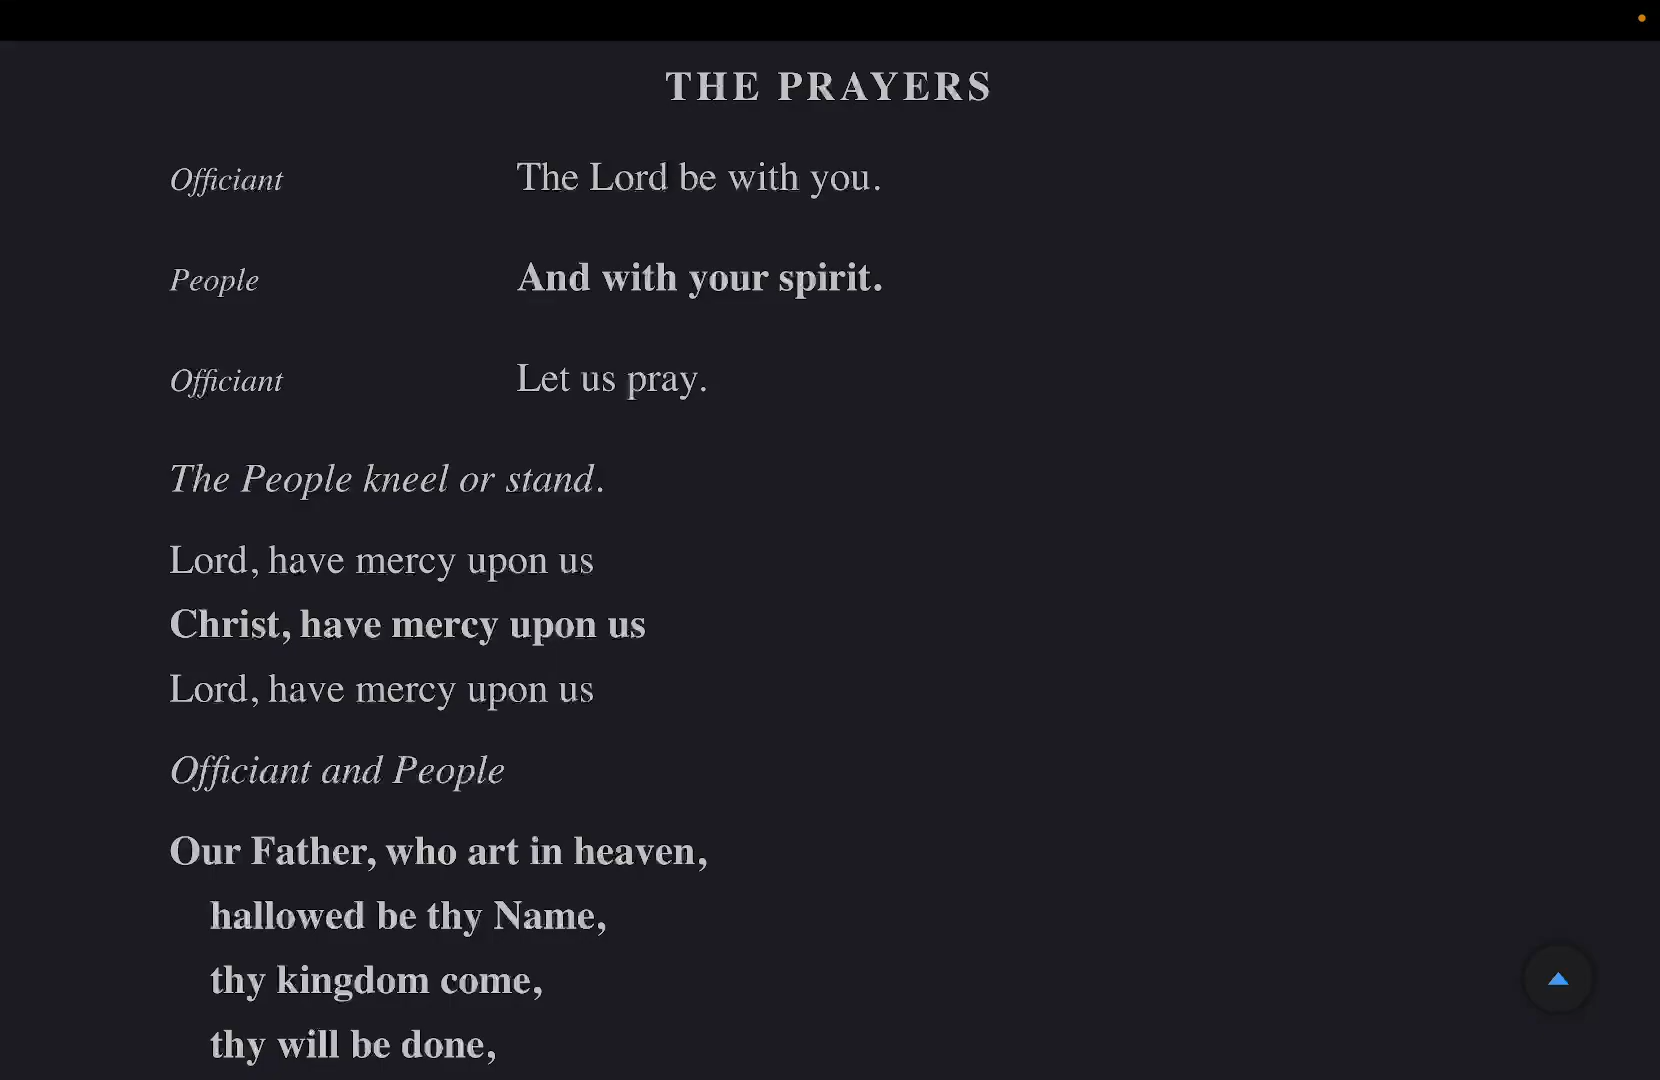 THE PRAYERS
Officiant The Lord be with you.
People And with your spirit.
Officiant Let us pray.
The People kneel or stand.
Lord, have mercy upon us
Christ, have mercy upon us
Lord, have mercy upon us
Officiant and People
Our Father, who art in heaven,
hallowed be thy Name,
thy kingdom come,
thy will be done,